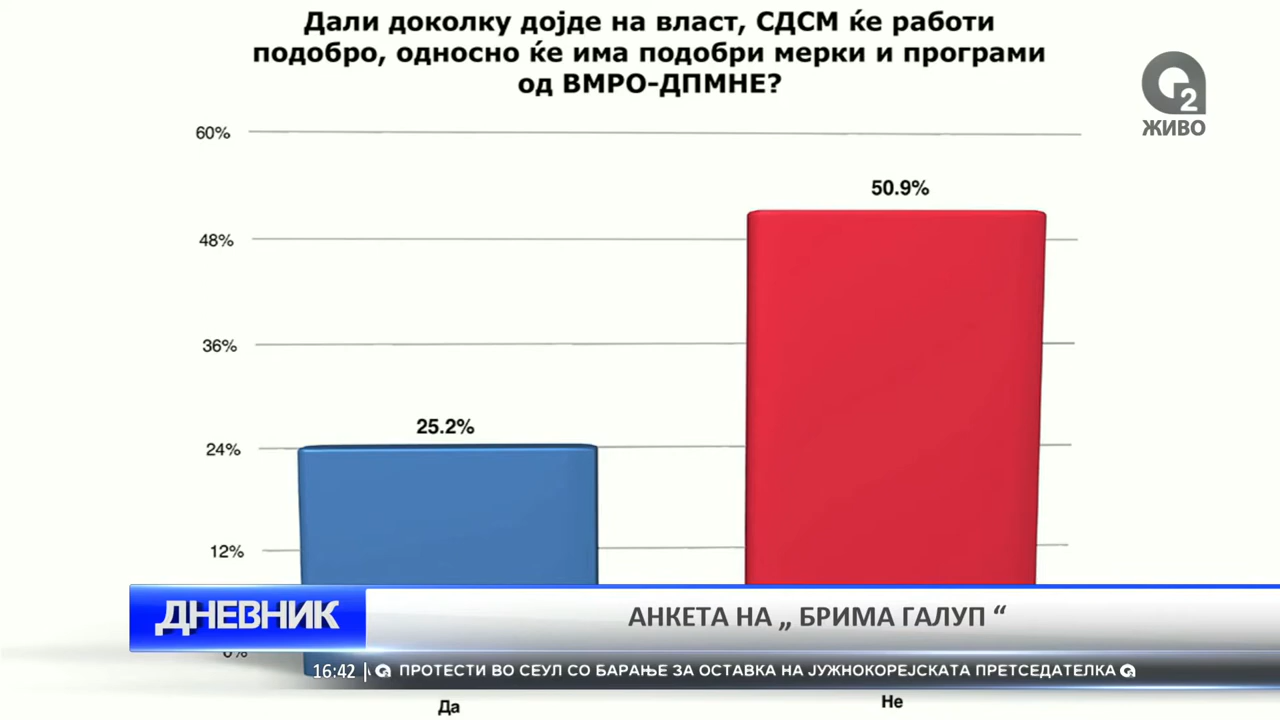 Дали доколку дојде на власт, СДСМ ќе работи
подобро, односно ќе има подобри мерки и програми
од ВМРО-ДПМНЕ?
2
ЖИВО
60%
50.9%
48%
36%
25.2%
24%
12%
ДНЕВНИК
АНКЕТА НА „ БРИМА ГАЛУП “
0%
16:42
ПРОТЕСТИ ВО СЕУЛ СО БАРАЊЕ ЗА ОСТАВКА НА ЈУЖНОКОРЕЈСКАТА ПРЕТСЕДАТЕЛКА
Да
Не